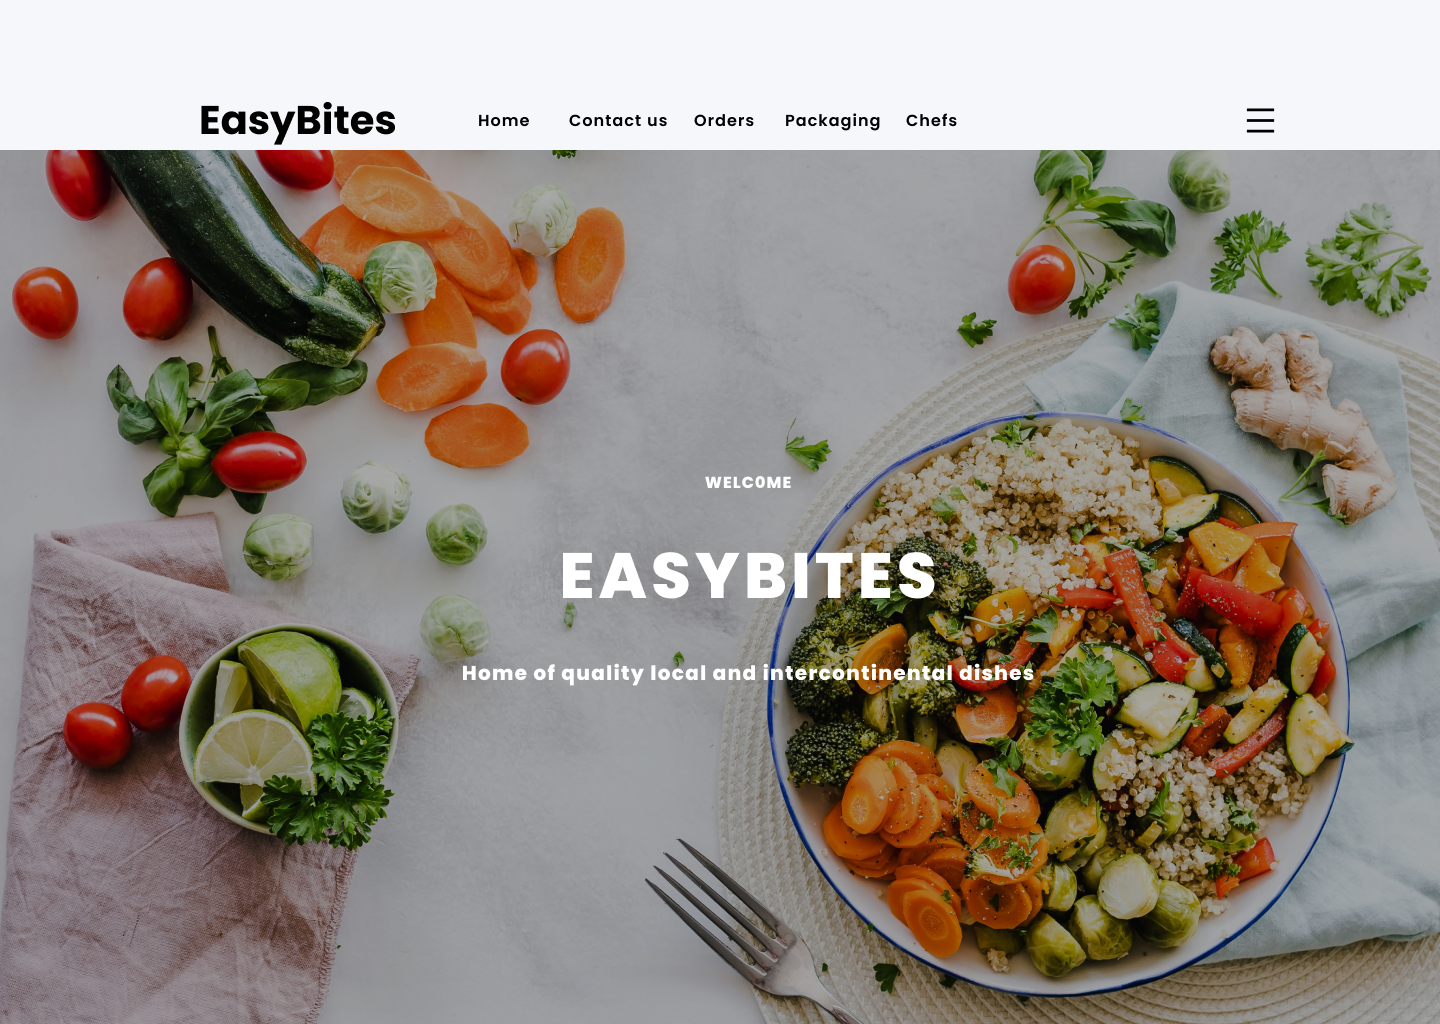 EasyBites Home Contact us Orders Packaging Chefs
WELC0ME
EASYBITES
Home of quality local and intercontinental dishes